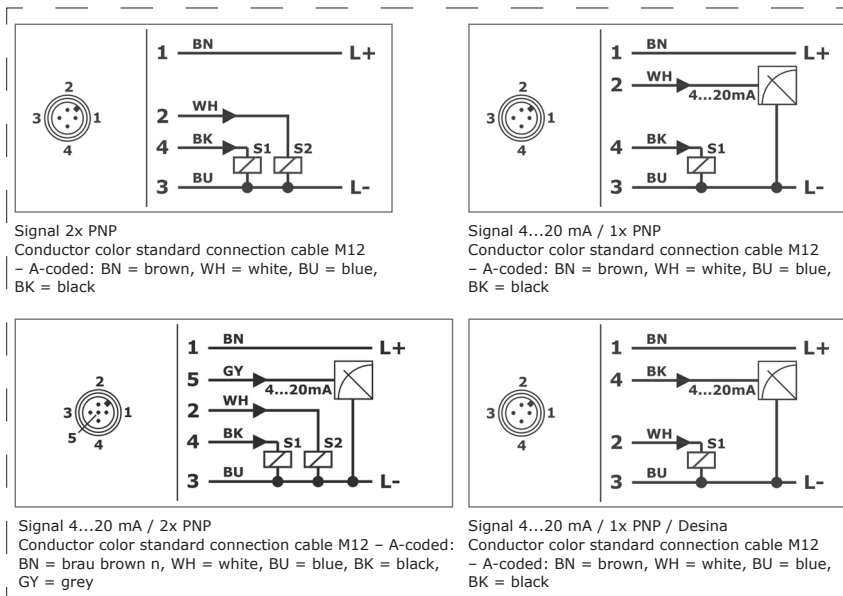 2
3
1
4
1 BN L+
2 WH
4 BK S1 S2
3 BU L-
Signal 2x PNP
Conductor color standard connection cable M12
– A-coded: BN = brown, WH = white, BU = blue,
BK = black
2
3
1
4
1 BN L+
2 WH 4...20mA
4 BK S1
3 BU L-
Signal 4...20 mA / 1x PNP
Conductor color standard connection cable M12
– A-coded: BN = brown, WH = white, BU = blue,
BK = black
2
3
1
5
4
1 BN L+
5 GY 4...20mA
2 WH
4 BK S1 S2
3 BU L-
Signal 4...20 mA / 2x PNP
Conductor color standard connection cable M12 – A-coded:
BN = brau brown n, WH = white, BU = blue, BK = black,
GY = grey
2
3
1
4
1 BN L+
4 BK 4...20mA
2 WH S1
3 BU L-
Signal 4...20 mA / 1x PNP / Desina
Conductor color standard connection cable M12
– A-coded: BN = brown, WH = white, BU = blue,
BK = black